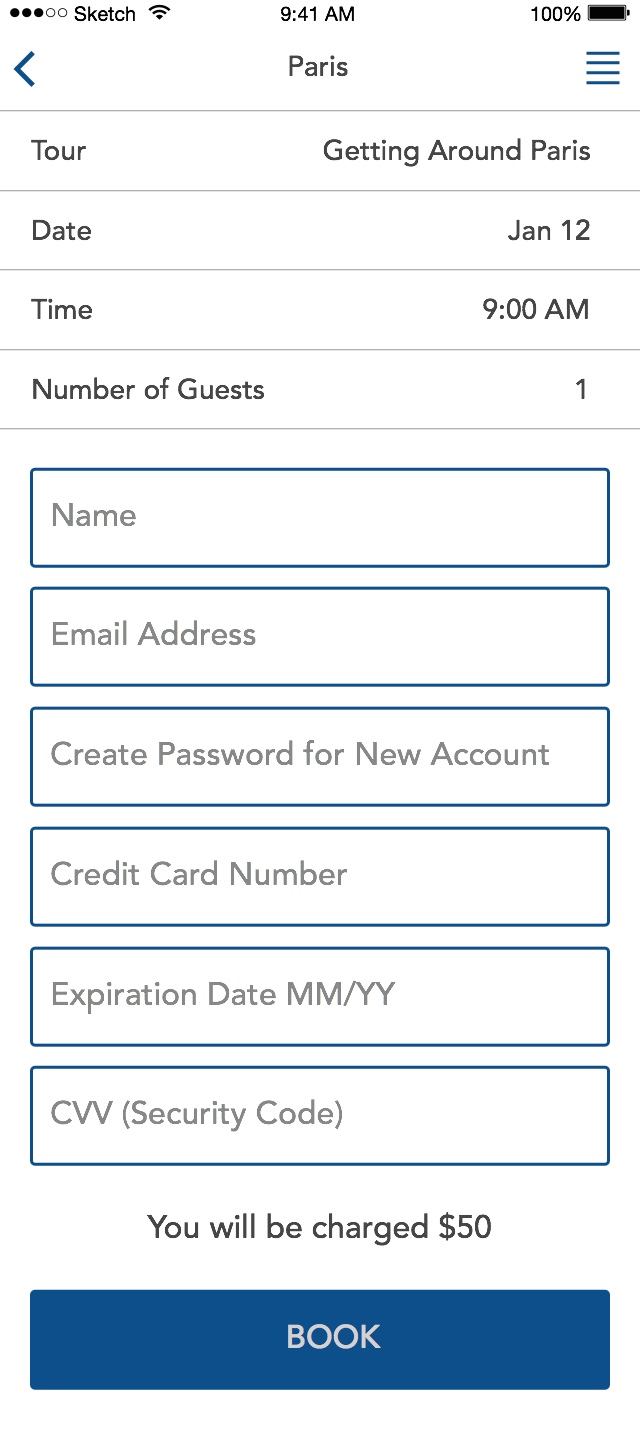 Sketch 9:41 AM 100%
Paris
Tour Getting Around Paris
Date Jan 12
Time 9:00 AM
Number of Guests 1
Name
Email Address
Create Password for New Account
Credit Card Number
Expiration Date MM/YY
CVV (Security Code)
You will be charged $50
BOOK